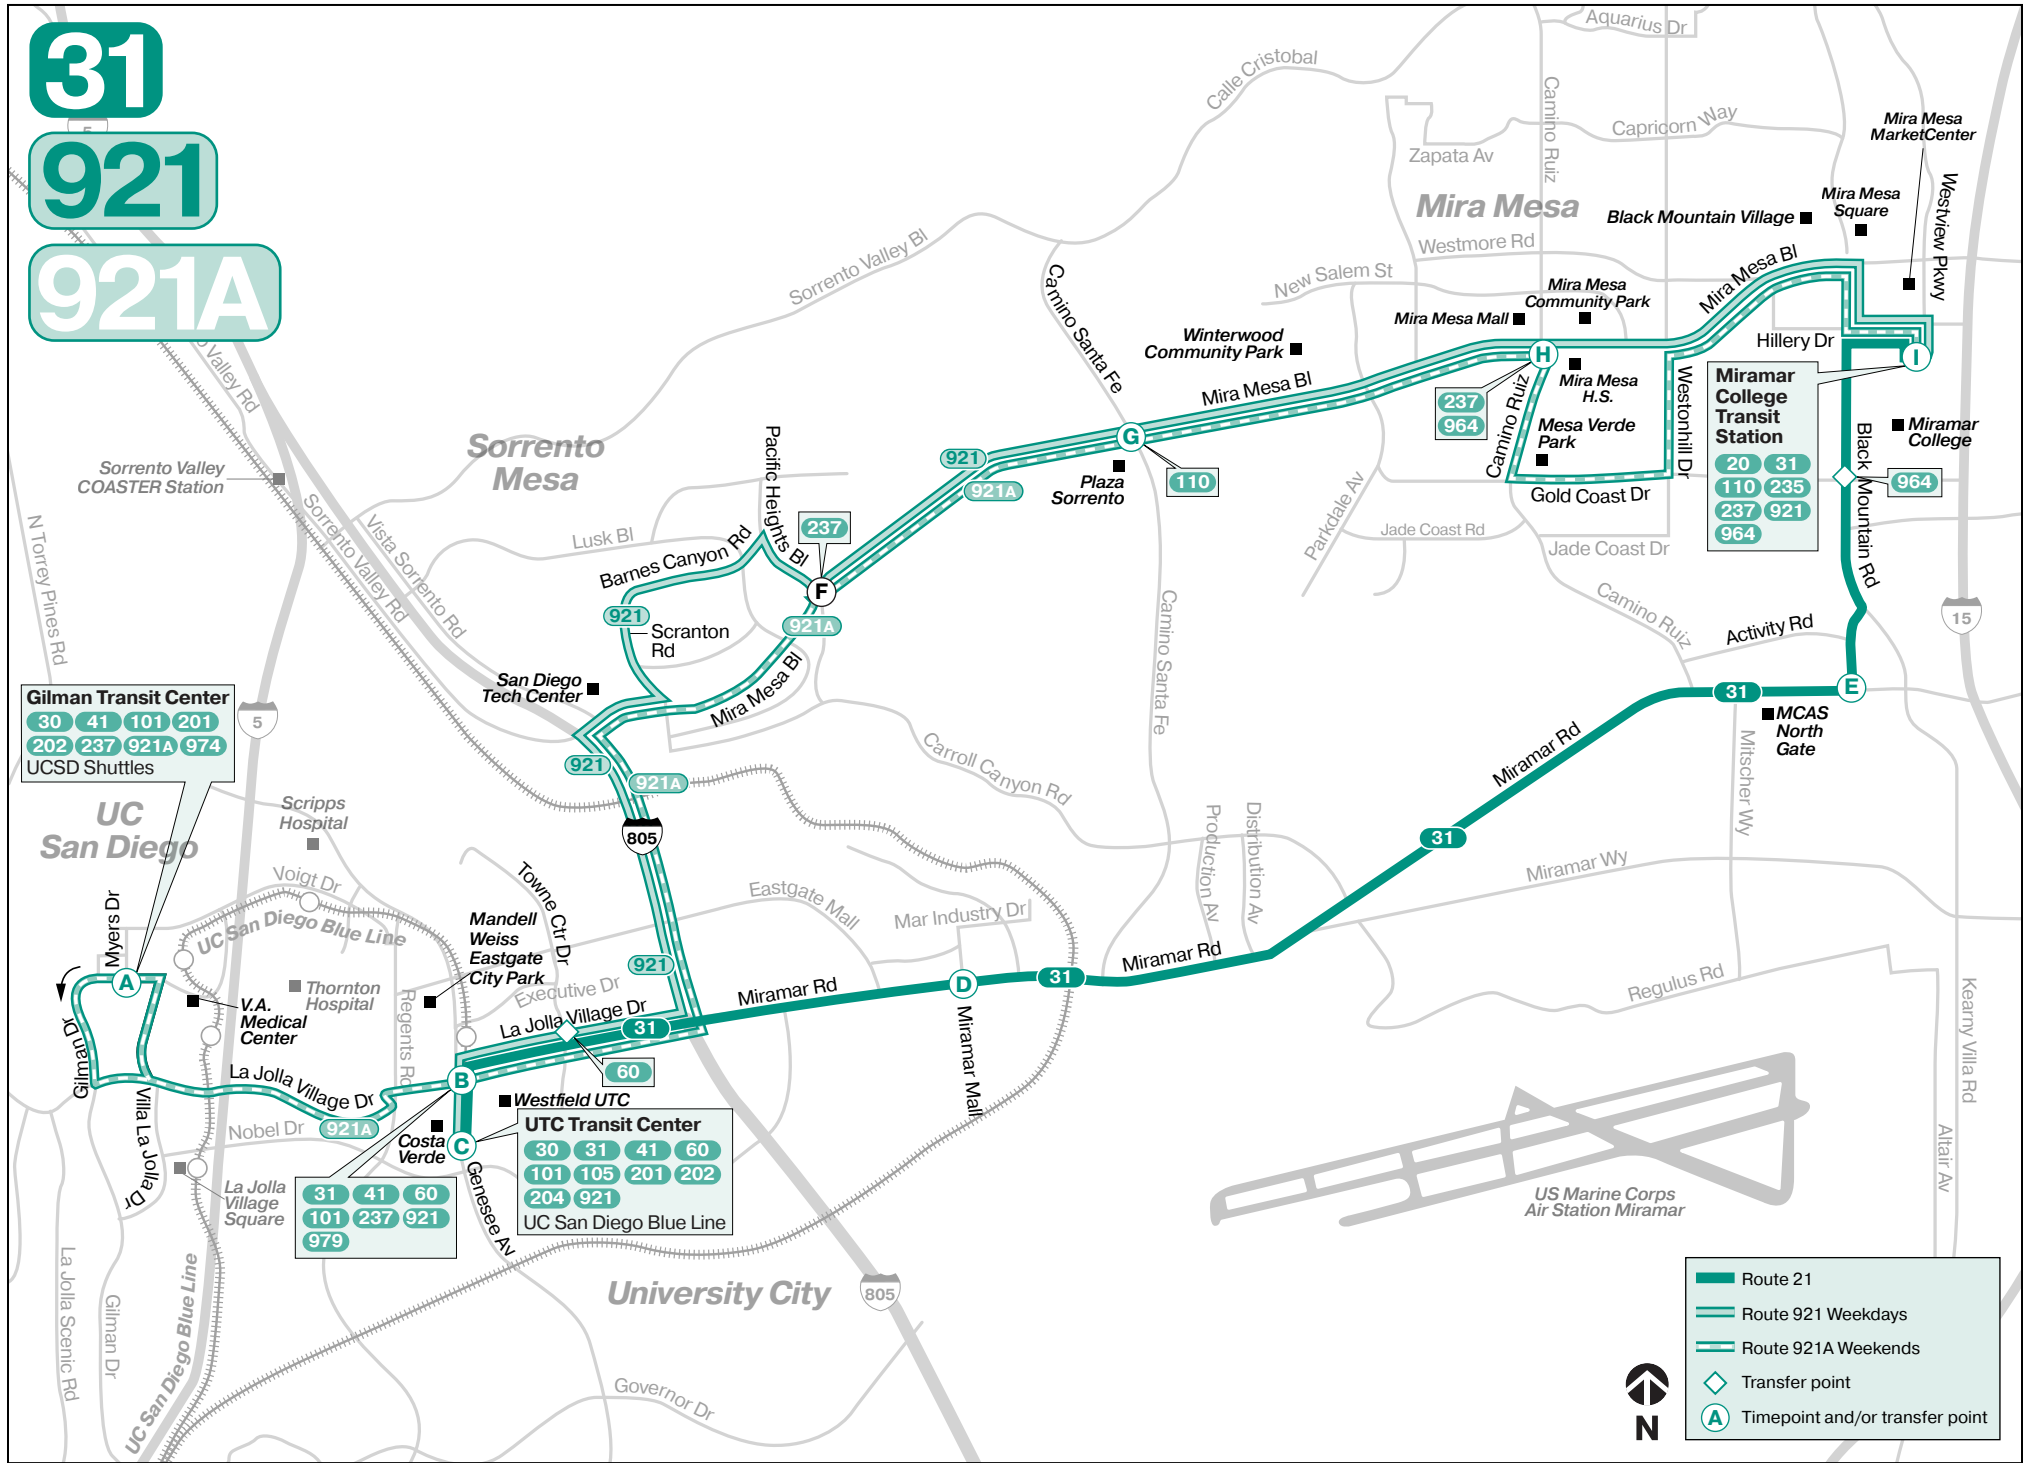 31
921
921A
5
Aquarius Dr
Calle Cristobal
Camino Ruiz
Capricorn Way
Zapata Av
Mira Mesa
MarketCenter
Westview Pkwy
Mira Mesa
Mira Mesa
Square
Black Mountain Village
Westmore Rd
New Salem St
Sorrento Valley Bl
Camino Santa Fe
Mira Mesa Bl
Mira Mesa
Community Park
Mira Mesa Mall
Winterwood
Community Park
Mira Mesa Bl
Hillery Dr
H
I
Mira Mesa
H.S.
Westonhill Dr
Camino Ruiz
237
964
Mesa Verde
Park
Gold Coast Dr
Miramar
College
Transit
Station
20
31
110
235
237
921
964
Miramar
College
Black Mountain Rd
964
o Valley Rd
Sorrento
Mesa
Sorrento Valley
COASTER Station
Pacific Heights Bl
921
921A
G
Plaza
Sorrento
110
Parkdale Av
Jade Coast Rd
Jade Coast Dr
N Torrey Pines Rd
Sorrento Valley Rd
Vista Sorrento Rd
Lusk Bl
Barnes Canyon Rd
237
F
921
921A
Scranton
Rd
Mira Mesa Bl
San Diego
Tech Center
Camino Santa Fe
Camino Ruiz
Activity Rd
15
31
E
MCAS
North
Gate
Mitscher Wy
Gilman Transit Center
30
41
101
201
202
237
921A
974
UCSD Shuttles
5
921
921A
805
Carroll Canyon Rd
Miramar Rd
31
UC
San Diego
Scripps
Hospital
Production Av
Distribution Av
Miramar Wy
Voigt Dr
UC San Diego Blue Line
Towne Ctr Dr
Eastgate Mall
Mar Industry Dr
Myers Dr
A
Mandell
Weiss
Eastgate
City Park
921
Executive Dr
Thornton
Hospital
V.A.
Medical
Center
Regents Rd
La Jolla Village Dr
31
60
Miramar Rd
D
31
Miramar Rd
Miramar Mall
Regulus Rd
Kearny Villa Rd
Altair Av
Gilman Dr
Villa La Jolla Dr
La Jolla Village Dr
921A
Nobel Dr
B
Westfield UTC
Costa
Verde
C
Genesee Av
UTC Transit Center
30
31
41
60
101
105
201
202
204
921
UC San Diego Blue Line
31
41
60
101
237
921
979
La Jolla
Village
Square
US Marine Corps
Air Station Miramar
University City
805
La Jolla Scenic Rd
Gilman Dr
UC San Diego Blue Line
Governor Dr
N
Route 21
Route 921 Weekdays
Route 921A Weekends
Transfer point
A
Timepoint and/or transfer point